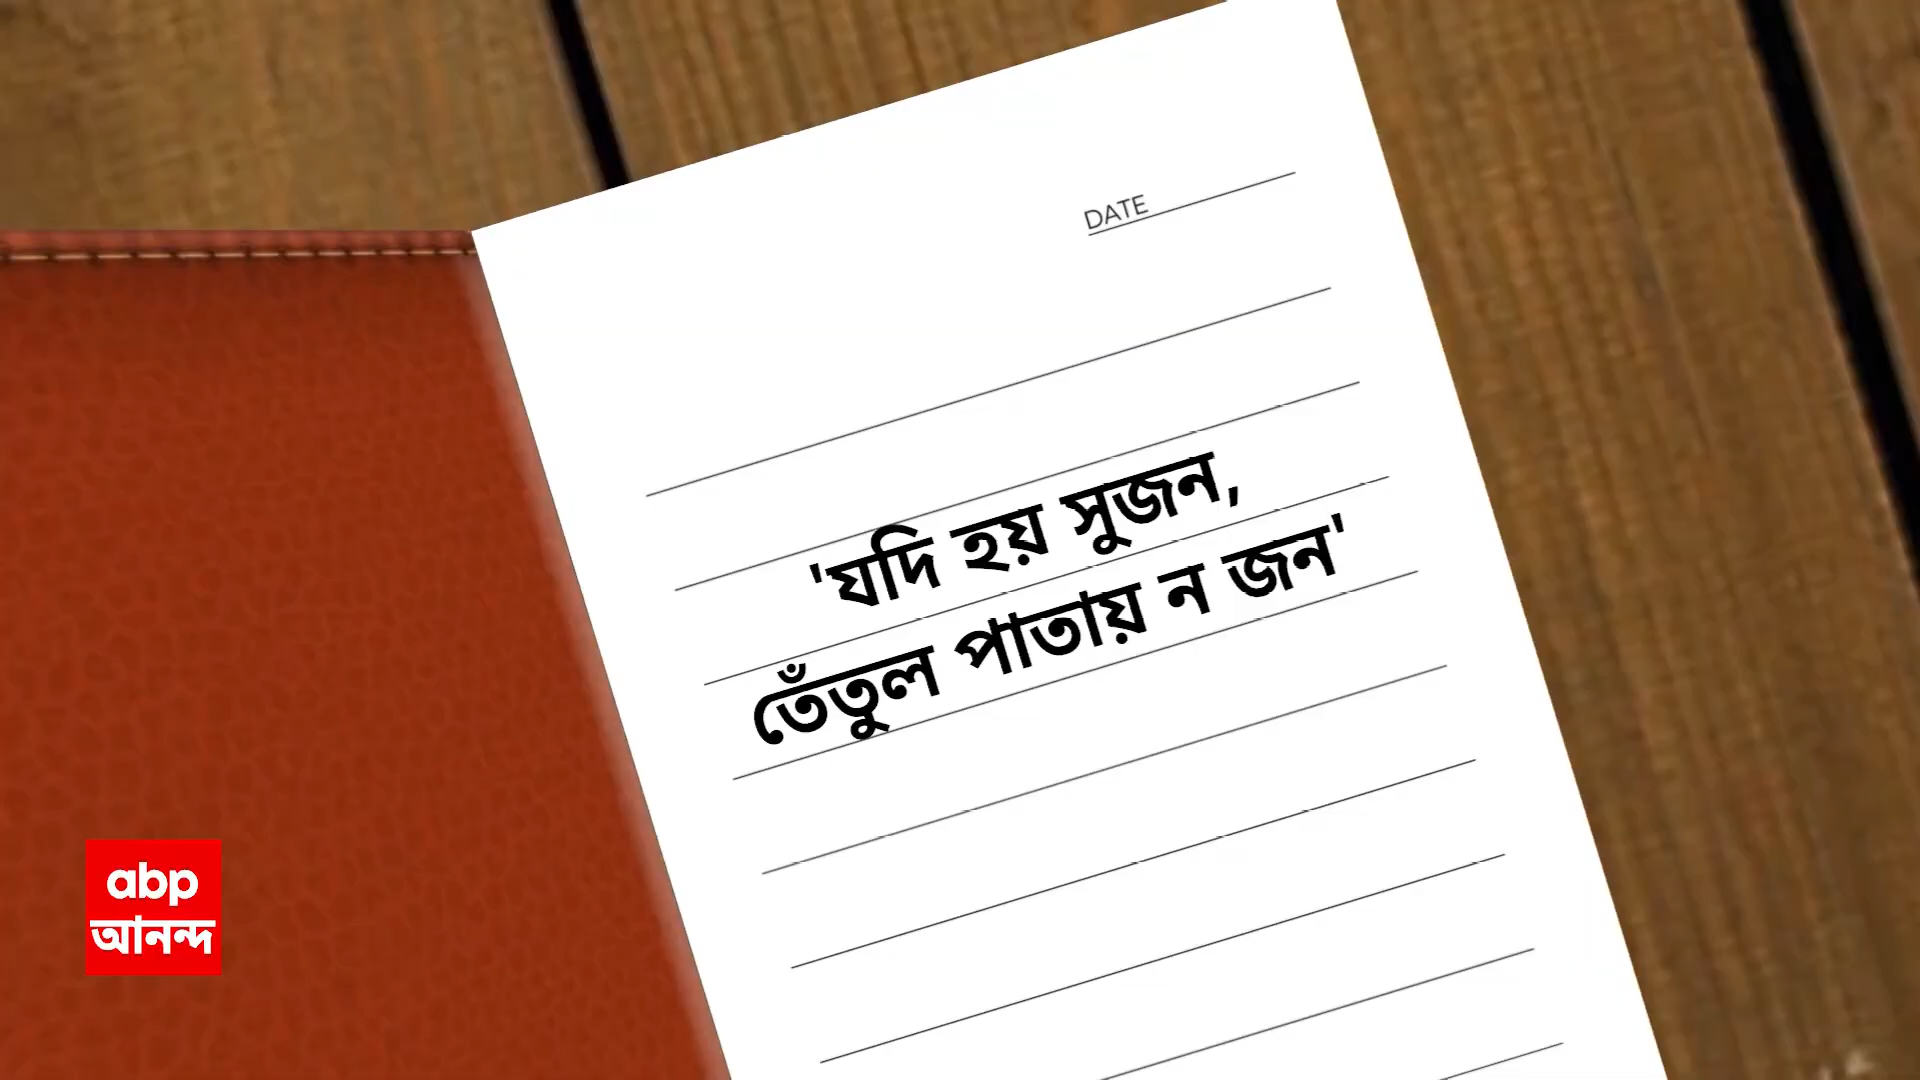 DATE
'যদি হয় সুজন,
তেঁতুল পাতায় ন জন'
abp
আনন্দ